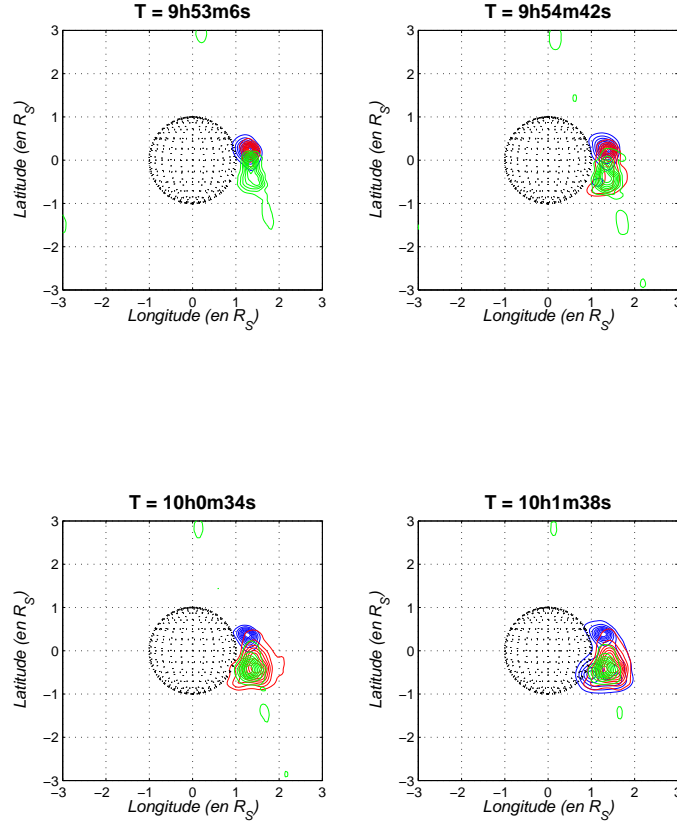 T = 9h53m6s
3
2
1
0
−1
−2
−3
Latitude (en R_S)
−3 −2 −1 0 1 2 3
Longitude (en R_S)
T = 9h54m42s
3
2
1
0
−1
−2
−3
Latitude (en R_S)
−3 −2 −1 0 1 2 3
Longitude (en R_S)
T = 10h0m34s
3
2
1
0
−1
−2
−3
Latitude (en R_S)
−3 −2 −1 0 1 2 3
Longitude (en R_S)
T = 10h1m38s
3
2
1
0
−1
−2
−3
Latitude (en R_S)
−3 −2 −1 0 1 2 3
Longitude (en R_S)